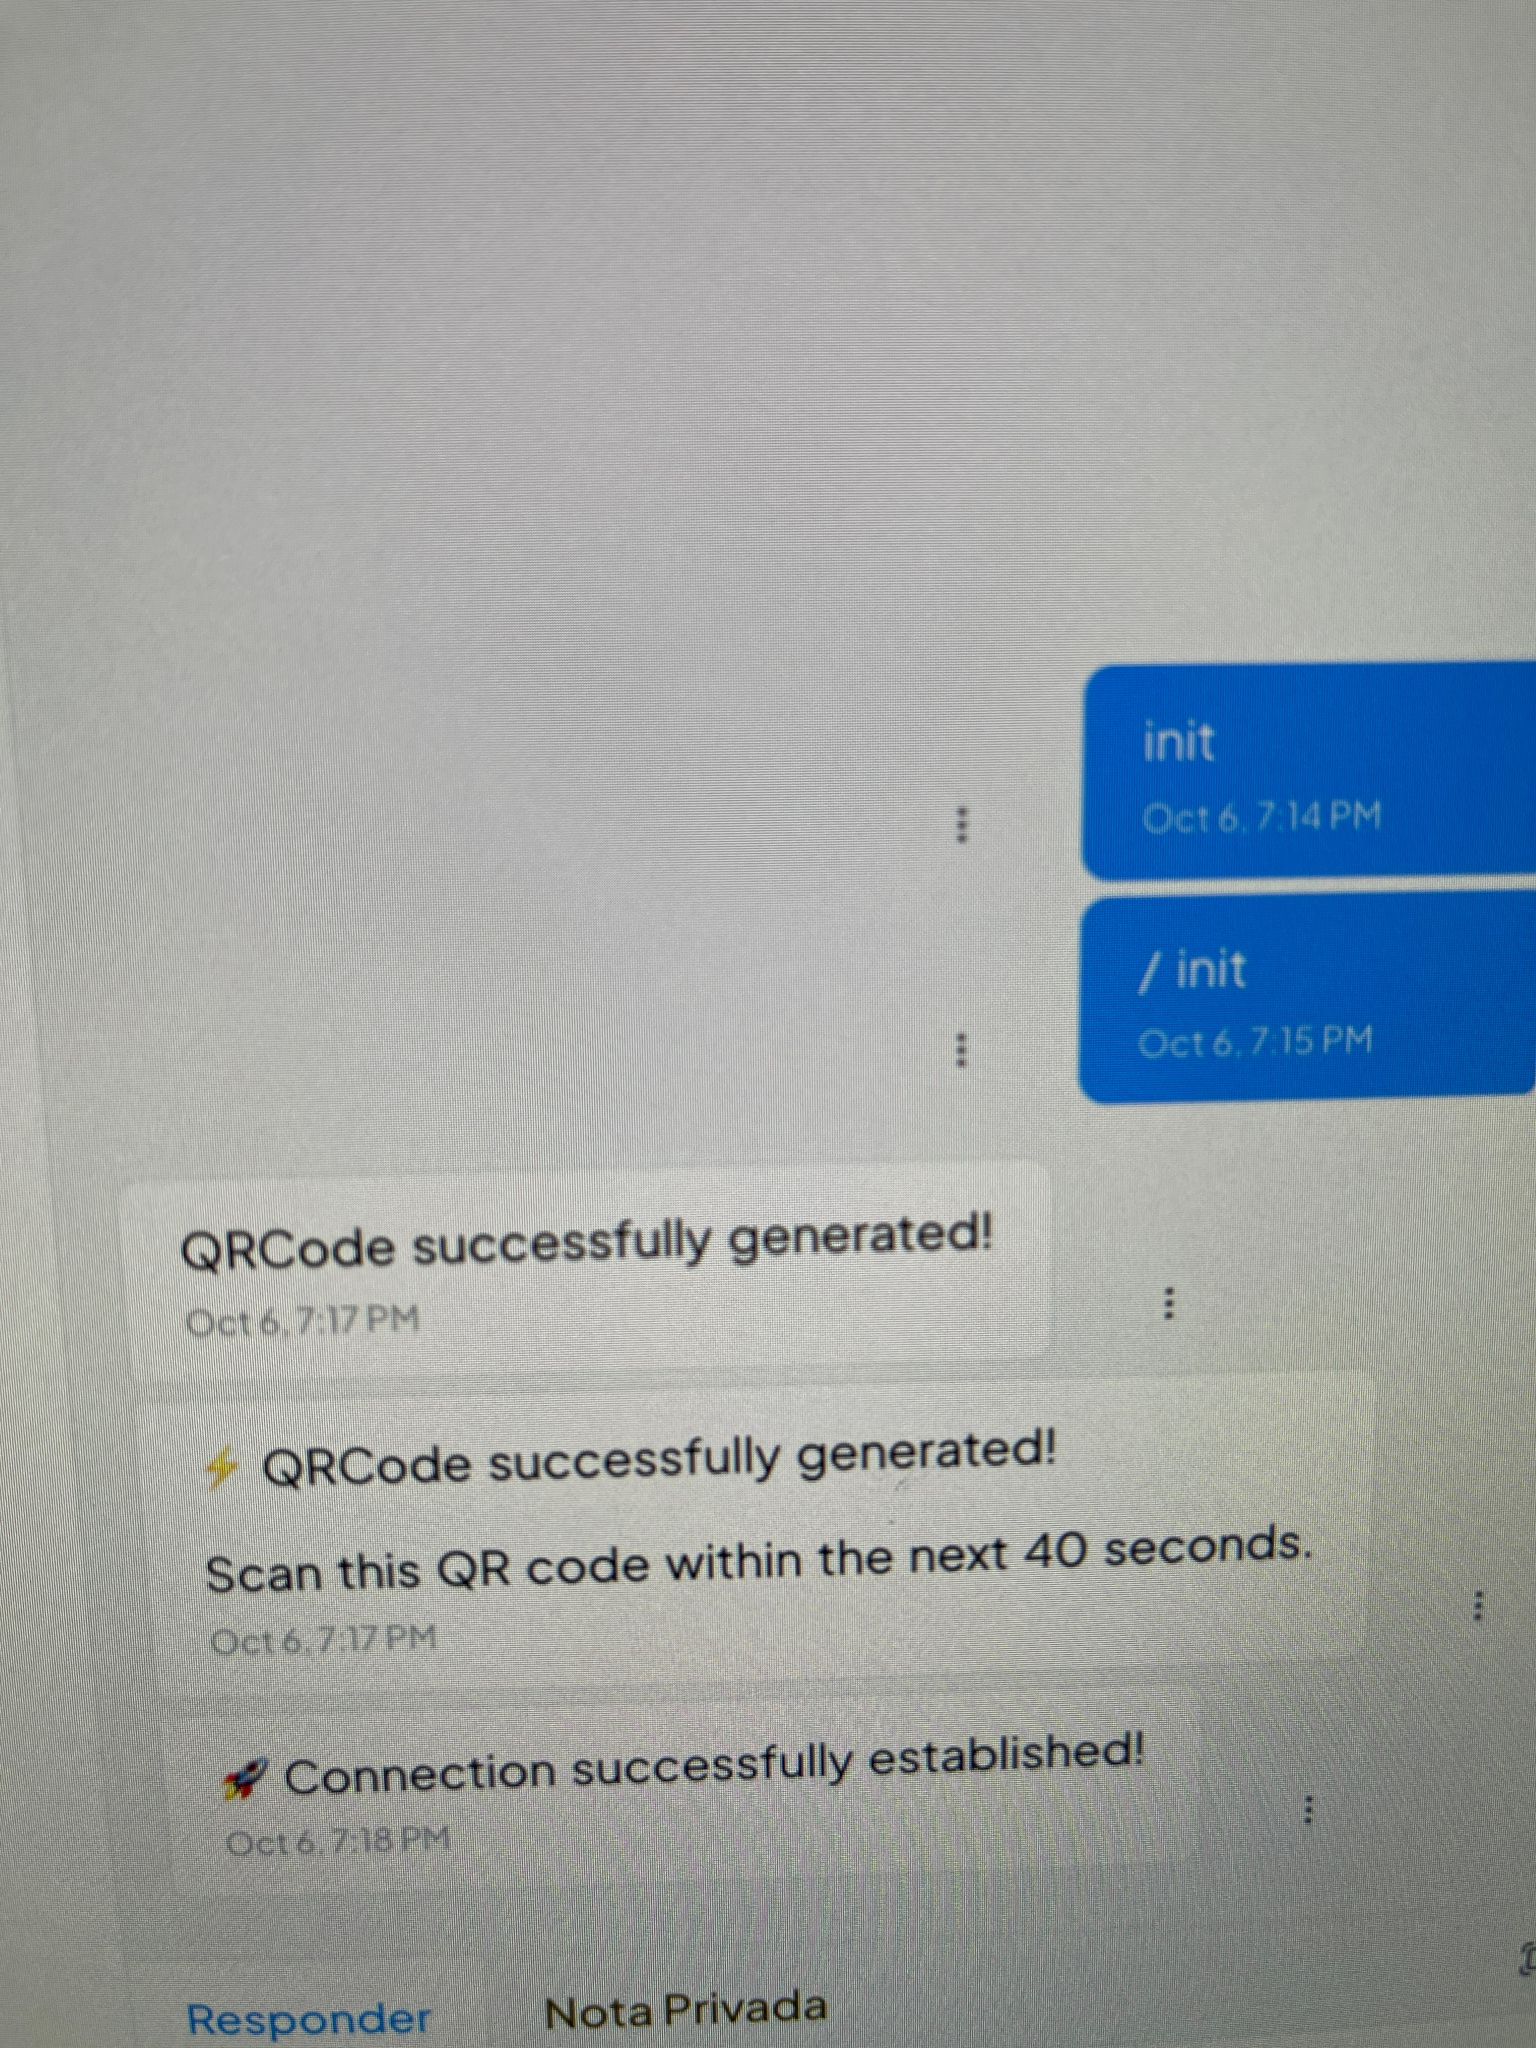 init
Oct 6, 7:14 PM
/ init
Oct 6, 7:15 PM
QRCode successfully generated!
Oct 6, 7:17 PM
⚡ QRCode successfully generated!
Scan this QR code within the next 40 seconds.
Oct 6, 7:17 PM
🚀 Connection successfully established!
Oct 6, 7:18 PM
Responder Nota Privada